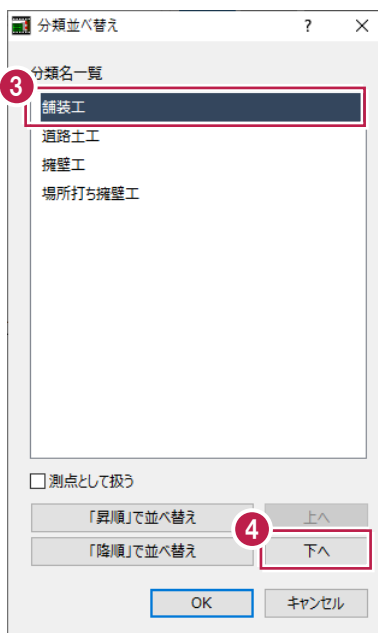 分類並べ替え ? ×
分類名一覧
3
舗装工
道路土工
擁壁工
場所打ち擁壁工
測点として扱う
「昇順」で並べ替え 上へ
4
「降順」で並べ替え 下へ
OK キャンセル